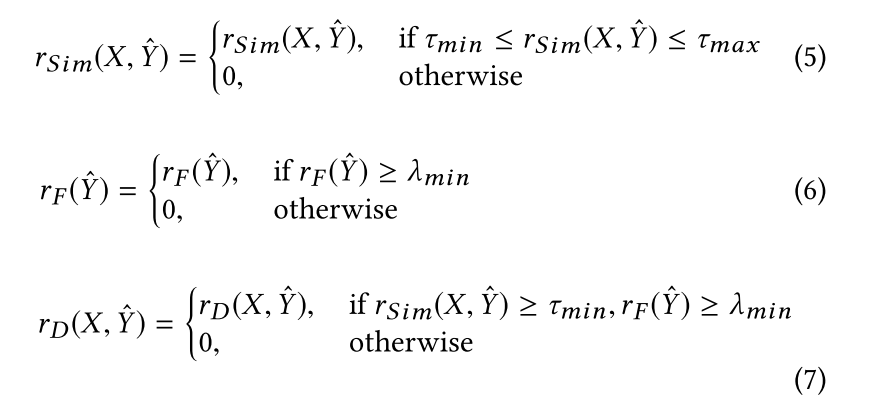 r_{Sim}(X, \hat{Y}) = \begin{cases} r_{Sim}(X, \hat{Y}), & \text{if } \tau_{min} \leq r_{Sim}(X, \hat{Y}) \leq \tau_{max} \\ 0, & \text{otherwise} \end{cases} (5)
r_F(\hat{Y}) = \begin{cases} r_F(\hat{Y}), & \text{if } r_F(\hat{Y}) \geq \lambda_{min} \\ 0, & \text{otherwise} \end{cases} (6)
r_D(X, \hat{Y}) = \begin{cases} r_D(X, \hat{Y}), & \text{if } r_{Sim}(X, \hat{Y}) \geq \tau_{min}, r_F(\hat{Y}) \geq \lambda_{min} \\ 0, & \text{otherwise} \end{cases}
(7)